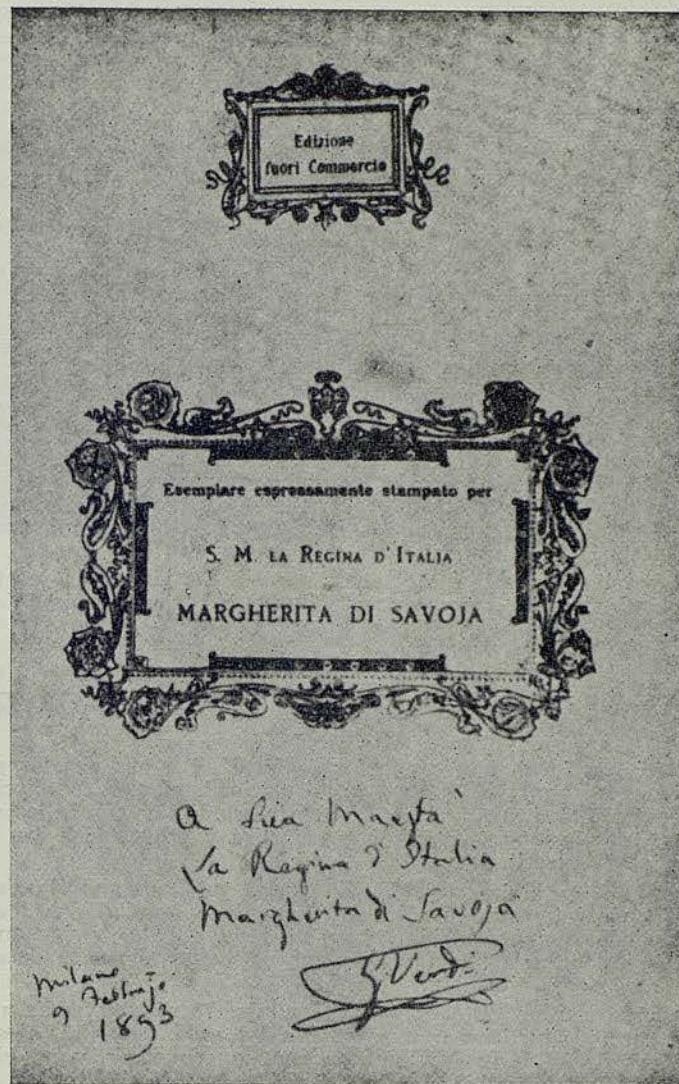 Edizione
fuori Commercio
Esemplare espressamente stampato per
S. M. LA REGINA D'ITALIA
MARGHERITA DI SAVOJA
A Sua Maestà
La Regina d'Italia
Margherita di Savoja
G Verdi
Milano
9 Febbrajo
1893